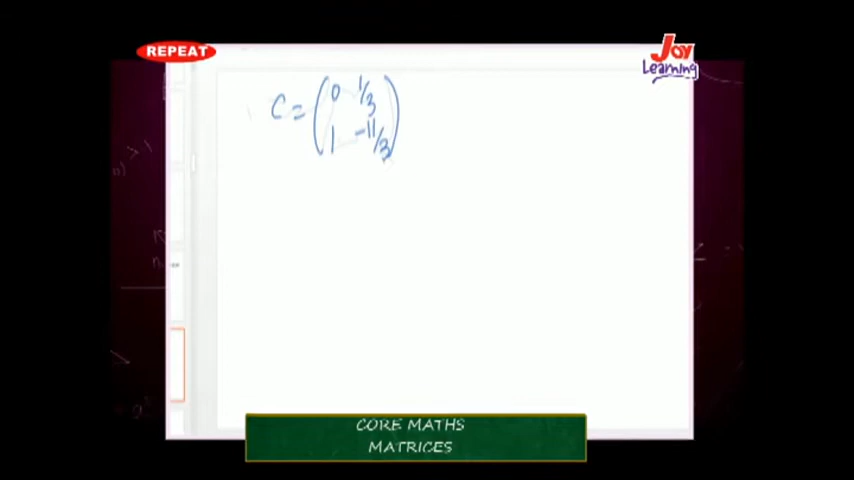 REPEAT
JOY
Learning
C = ( 0 1/3
1 -11/3 )
CORE MATHS
MATRICES